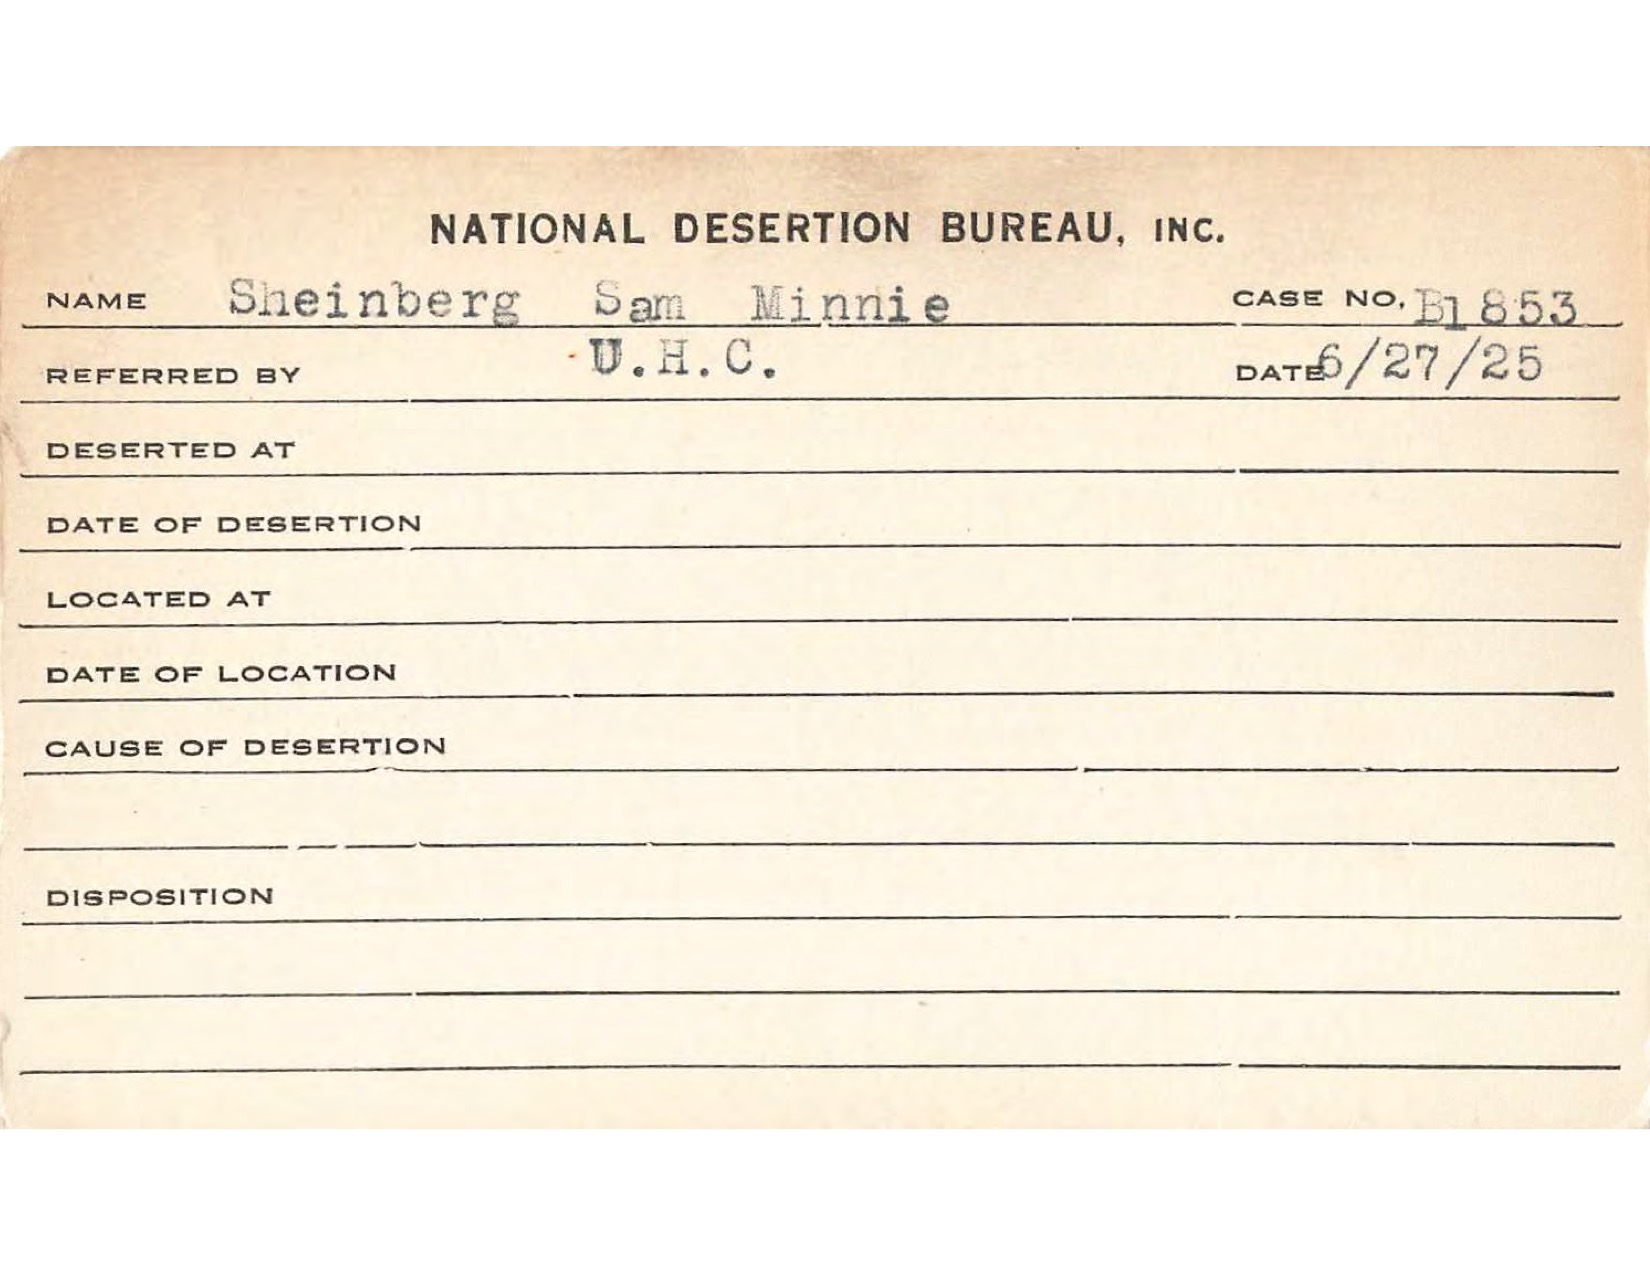 NATIONAL DESERTION BUREAU, INC.
NAME Sheinberg Sam Minnie CASE NO. B1853
REFERRED BY U.H.C. DATE 6/27/25
DESERTED AT
DATE OF DESERTION
LOCATED AT
DATE OF LOCATION
CAUSE OF DESERTION
DISPOSITION